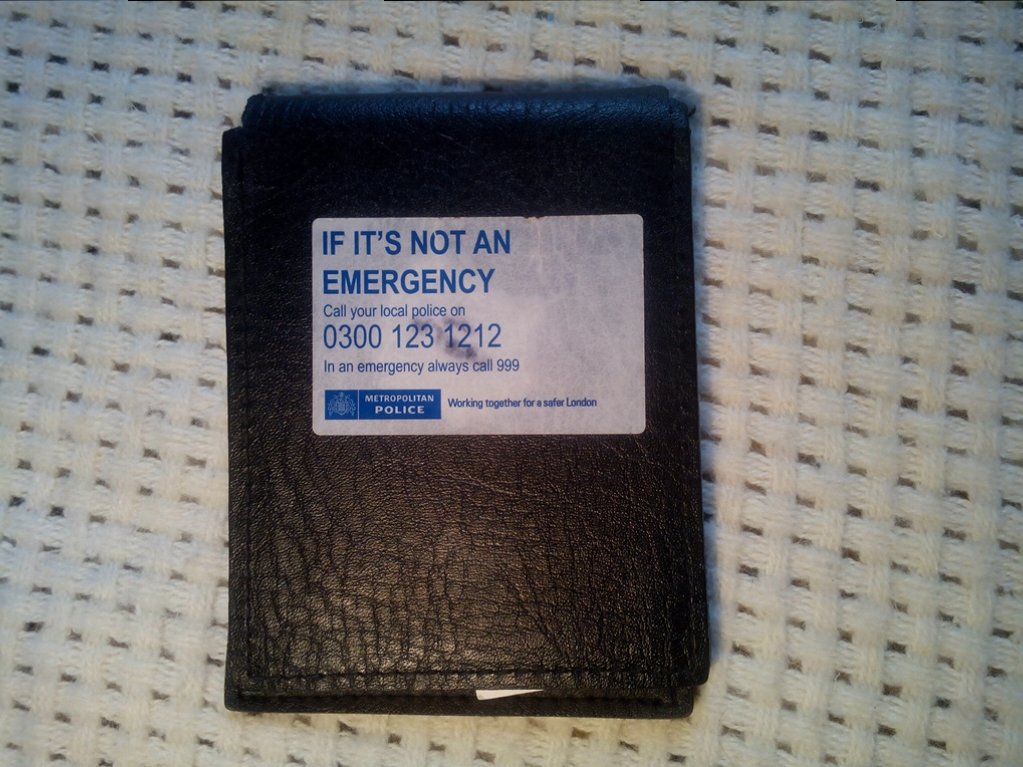 IF IT'S NOT AN
EMERGENCY
Call your local police on
0300 123 1212
In an emergency always call 999
METROPOLITAN
POLICE
Working together for a safer London